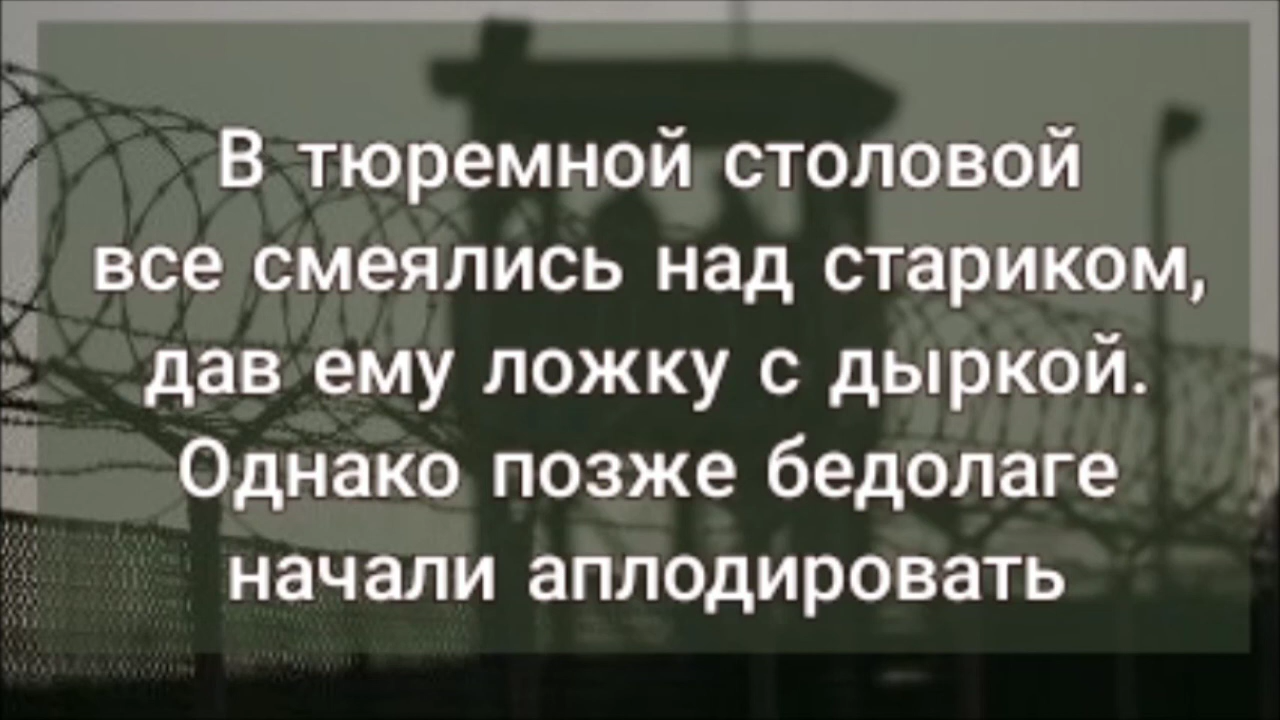 В тюремной столовой
все смеялись над стариком,
дав ему ложку с дыркой.
Однако позже бедолаге
начали аплодировать